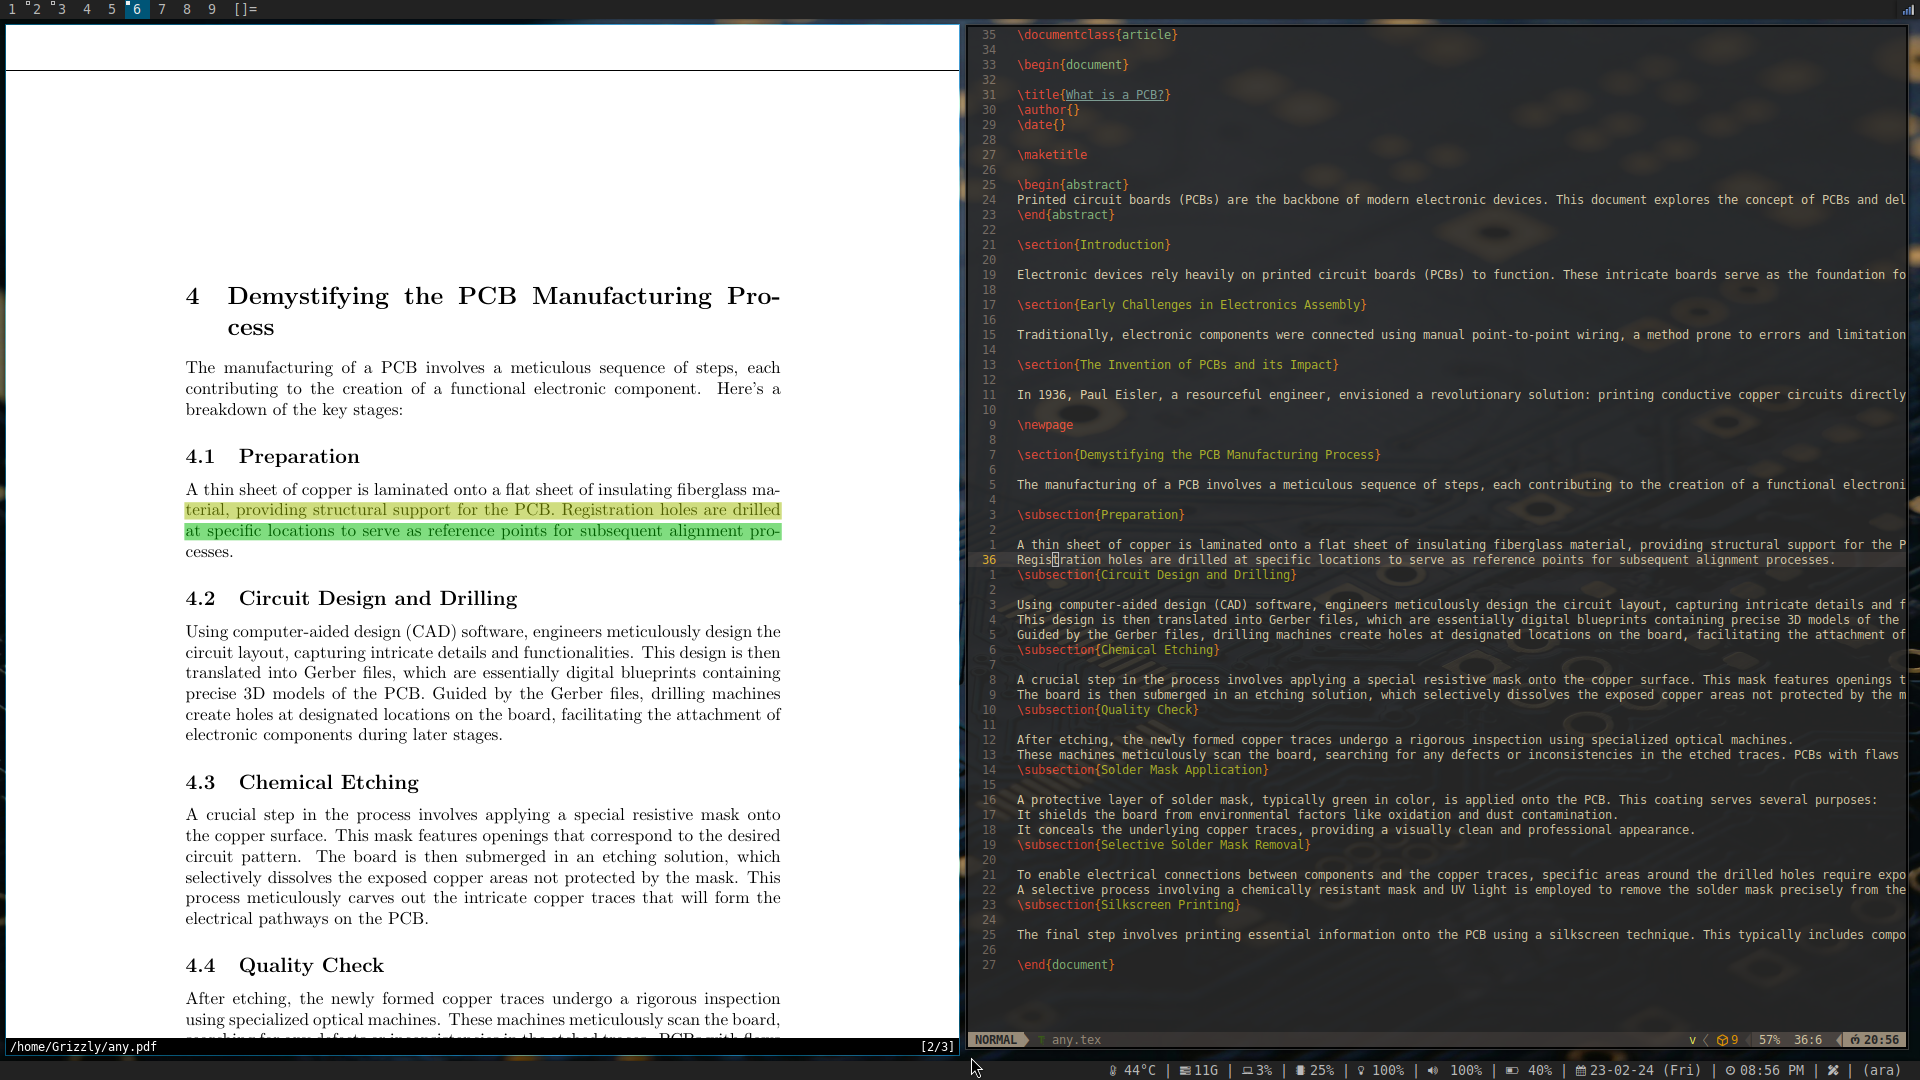 1 2 3 4 5 6 7 8 9 []=
4 Demystifying the PCB Manufacturing Pro-
cess
The manufacturing of a PCB involves a meticulous sequence of steps, each
contributing to the creation of a functional electronic component. Here's a
breakdown of the key stages:
4.1 Preparation
A thin sheet of copper is laminated onto a flat sheet of insulating fiberglass ma-
terial, providing structural support for the PCB. Registration holes are drilled
at specific locations to serve as reference points for subsequent alignment pro-
cesses.
4.2 Circuit Design and Drilling
Using computer-aided design (CAD) software, engineers meticulously design the
circuit layout, capturing intricate details and functionalities. This design is then
translated into Gerber files, which are essentially digital blueprints containing
precise 3D models of the PCB. Guided by the Gerber files, drilling machines
create holes at designated locations on the board, facilitating the attachment of
electronic components during later stages.
4.3 Chemical Etching
A crucial step in the process involves applying a special resistive mask onto
the copper surface. This mask features openings that correspond to the desired
circuit pattern. The board is then submerged in an etching solution, which
selectively dissolves the exposed copper areas not protected by the mask. This
process meticulously carves out the intricate copper traces that will form the
electrical pathways on the PCB.
4.4 Quality Check
After etching, the newly formed copper traces undergo a rigorous inspection
using specialized optical machines. These machines meticulously scan the board,
/home/Grizzly/any.pdf [2/3]
35 \documentclass{article}
34
33 \begin{document}
32
31 \title{What is a PCB?}
30 \author{}
29 \date{}
28
27 \maketitle
26
25 \begin{abstract}
24 Printed circuit boards (PCBs) are the backbone of modern electronic devices. This document explores the concept of PCBs and del
23 \end{abstract}
22
21 \section{Introduction}
20
19 Electronic devices rely heavily on printed circuit boards (PCBs) to function. These intricate boards serve as the foundation fo
18
17 \section{Early Challenges in Electronics Assembly}
16
15 Traditionally, electronic components were connected using manual point-to-point wiring, a method prone to errors and limitation
14
13 \section{The Invention of PCBs and its Impact}
12
11 In 1936, Paul Eisler, a resourceful engineer, envisioned a revolutionary solution: printing conductive copper circuits directly
10
9 \newpage
8
7 \section{Demystifying the PCB Manufacturing Process}
6
5 The manufacturing of a PCB involves a meticulous sequence of steps, each contributing to the creation of a functional electroni
4
3 \subsection{Preparation}
2
1 A thin sheet of copper is laminated onto a flat sheet of insulating fiberglass material, providing structural support for the P
36 Registration holes are drilled at specific locations to serve as reference points for subsequent alignment processes.
1 \subsection{Circuit Design and Drilling}
2
3 Using computer-aided design (CAD) software, engineers meticulously design the circuit layout, capturing intricate details and f
4 This design is then translated into Gerber files, which are essentially digital blueprints containing precise 3D models of the
5 Guided by the Gerber files, drilling machines create holes at designated locations on the board, facilitating the attachment of
6 \subsection{Chemical Etching}
7
8 A crucial step in the process involves applying a special resistive mask onto the copper surface. This mask features openings t
9 The board is then submerged in an etching solution, which selectively dissolves the exposed copper areas not protected by the m
10 \subsection{Quality Check}
11
12 After etching, the newly formed copper traces undergo a rigorous inspection using specialized optical machines.
13 These machines meticulously scan the board, searching for any defects or inconsistencies in the etched traces. PCBs with flaws
14 \subsection{Solder Mask Application}
15
16 A protective layer of solder mask, typically green in color, is applied onto the PCB. This coating serves several purposes:
17 It shields the board from environmental factors like oxidation and dust contamination.
18 It conceals the underlying copper traces, providing a visually clean and professional appearance.
19 \subsection{Selective Solder Mask Removal}
20
21 To enable electrical connections between components and the copper traces, specific areas around the drilled holes require expo
22 A selective process involving a chemically resistant mask and UV light is employed to remove the solder mask precisely from the
23 \subsection{Silkscreen Printing}
24
25 The final step involves printing essential information onto the PCB using a silkscreen technique. This typically includes compo
26
27 \end{document}
NORMAL any.tex v 9 57% 36:6 20:56
44°C | 11G | 3% | 25% | 100% | 100% | 40% | 23-02-24 (Fri) | 08:56 PM | | (ara)